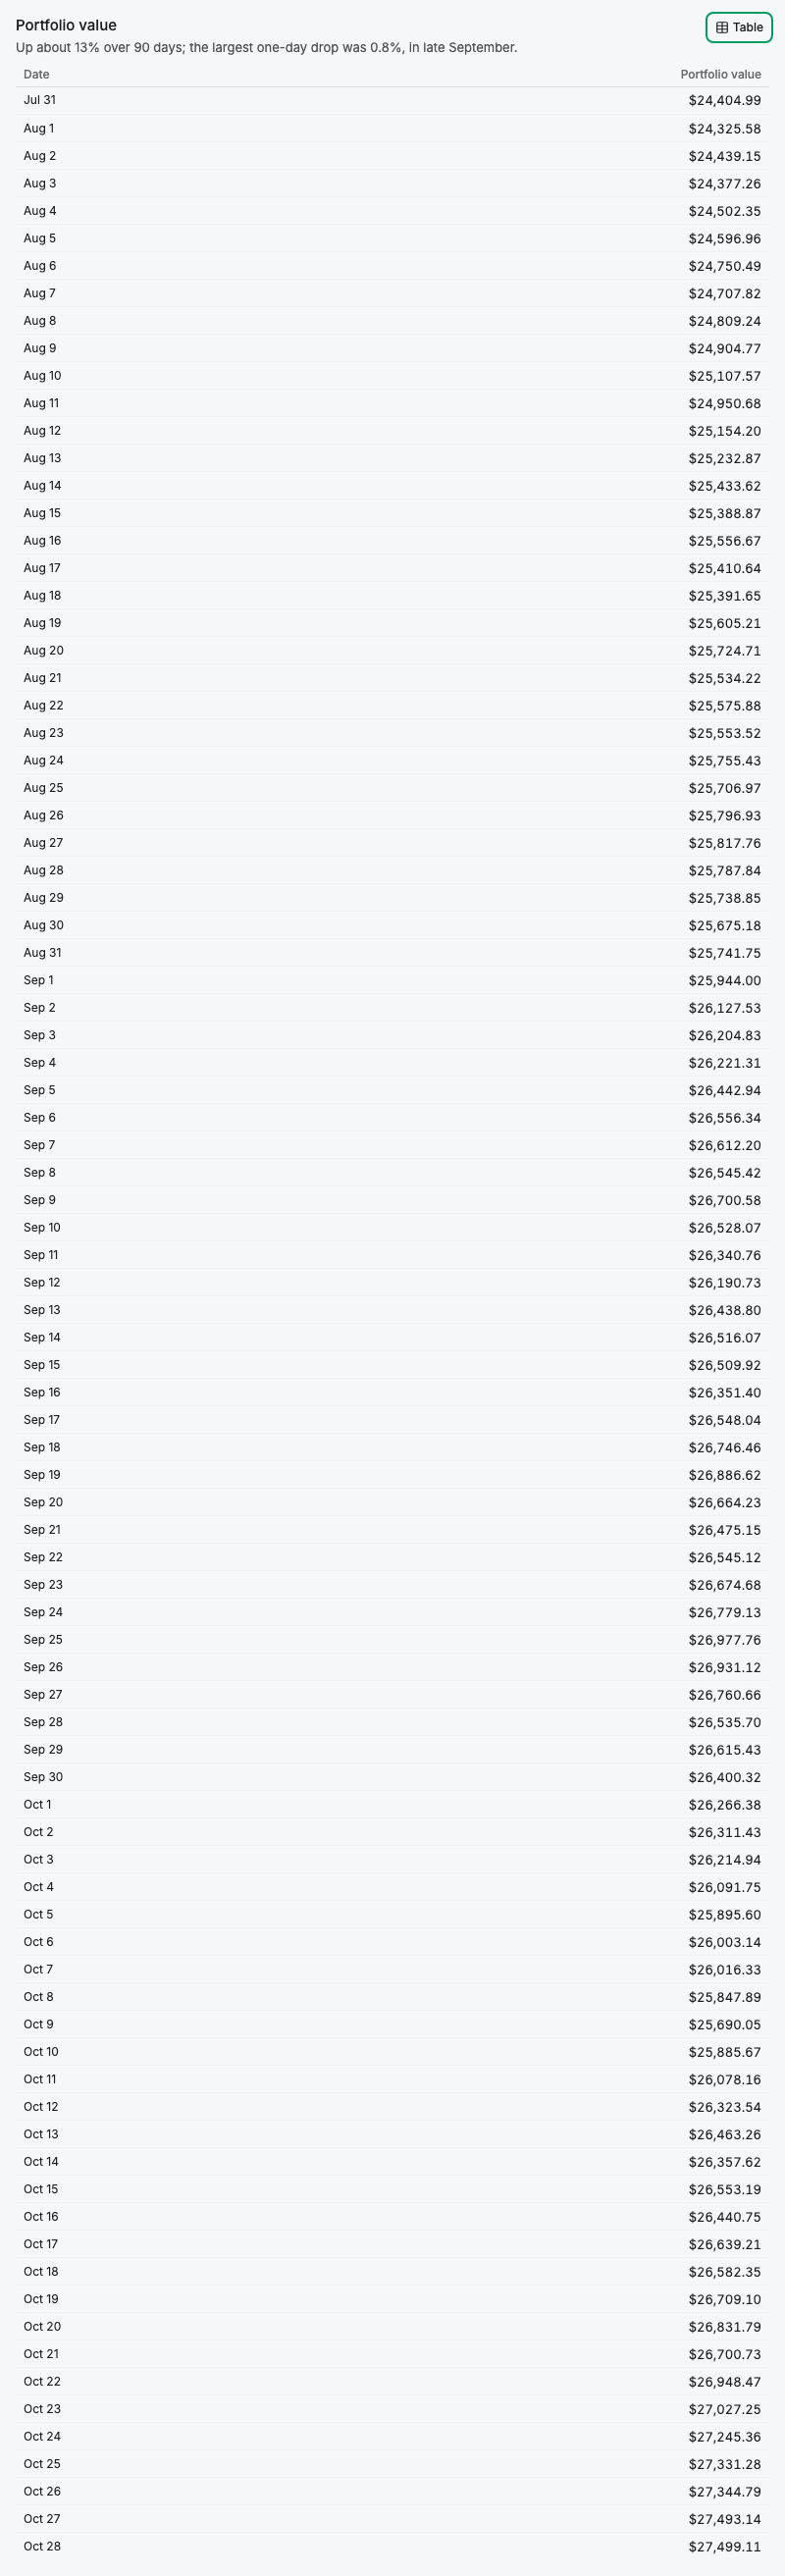 Portfolio value
Table
Up about 13% over 90 days; the largest one-day drop was 0.8%, in late September.
Date Portfolio value
Jul 31 $24,404.99
Aug 1 $24,325.58
Aug 2 $24,439.15
Aug 3 $24,377.26
Aug 4 $24,502.35
Aug 5 $24,596.96
Aug 6 $24,750.49
Aug 7 $24,707.82
Aug 8 $24,809.24
Aug 9 $24,904.77
Aug 10 $25,107.57
Aug 11 $24,950.68
Aug 12 $25,154.20
Aug 13 $25,232.87
Aug 14 $25,433.62
Aug 15 $25,388.87
Aug 16 $25,556.67
Aug 17 $25,410.64
Aug 18 $25,391.65
Aug 19 $25,605.21
Aug 20 $25,724.71
Aug 21 $25,534.22
Aug 22 $25,575.88
Aug 23 $25,553.52
Aug 24 $25,755.43
Aug 25 $25,706.97
Aug 26 $25,796.93
Aug 27 $25,817.76
Aug 28 $25,787.84
Aug 29 $25,738.85
Aug 30 $25,675.18
Aug 31 $25,741.75
Sep 1 $25,944.00
Sep 2 $26,127.53
Sep 3 $26,204.83
Sep 4 $26,221.31
Sep 5 $26,442.94
Sep 6 $26,556.34
Sep 7 $26,612.20
Sep 8 $26,545.42
Sep 9 $26,700.58
Sep 10 $26,528.07
Sep 11 $26,340.76
Sep 12 $26,190.73
Sep 13 $26,438.80
Sep 14 $26,516.07
Sep 15 $26,509.92
Sep 16 $26,351.40
Sep 17 $26,548.04
Sep 18 $26,746.46
Sep 19 $26,886.62
Sep 20 $26,664.23
Sep 21 $26,475.15
Sep 22 $26,545.12
Sep 23 $26,674.68
Sep 24 $26,779.13
Sep 25 $26,977.76
Sep 26 $26,931.12
Sep 27 $26,760.66
Sep 28 $26,535.70
Sep 29 $26,615.43
Sep 30 $26,400.32
Oct 1 $26,266.38
Oct 2 $26,311.43
Oct 3 $26,214.94
Oct 4 $26,091.75
Oct 5 $25,895.60
Oct 6 $26,003.14
Oct 7 $26,016.33
Oct 8 $25,847.89
Oct 9 $25,690.05
Oct 10 $25,885.67
Oct 11 $26,078.16
Oct 12 $26,323.54
Oct 13 $26,463.26
Oct 14 $26,357.62
Oct 15 $26,553.19
Oct 16 $26,440.75
Oct 17 $26,639.21
Oct 18 $26,582.35
Oct 19 $26,709.10
Oct 20 $26,831.79
Oct 21 $26,700.73
Oct 22 $26,948.47
Oct 23 $27,027.25
Oct 24 $27,245.36
Oct 25 $27,331.28
Oct 26 $27,344.79
Oct 27 $27,493.14
Oct 28 $27,499.11